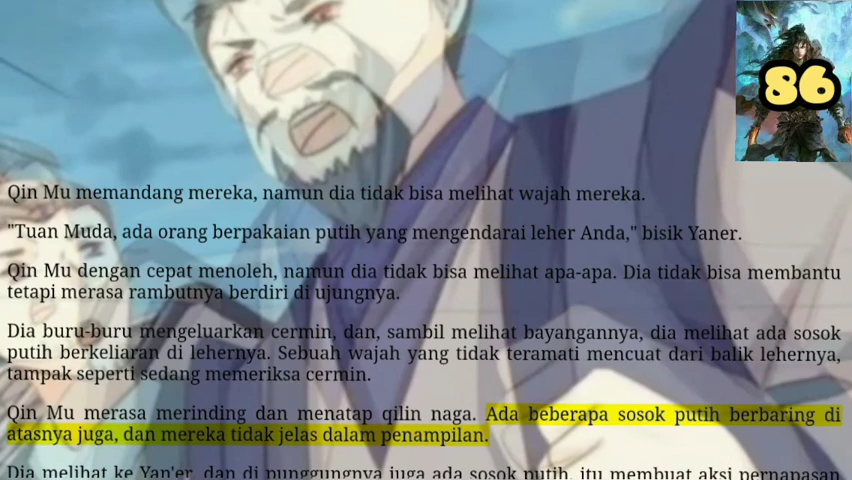 86
Qin Mu memandang mereka, namun dia tidak bisa melihat wajah mereka.
"Tuan Muda, ada orang berpakaian putih yang mengendarai leher Anda," bisik Yaner.
Qin Mu dengan cepat menoleh, namun dia tidak bisa melihat apa-apa. Dia tidak bisa membantu
tetapi merasa rambutnya berdiri di ujungnya.
Dia buru-buru mengeluarkan cermin, dan, sambil melihat bayangannya, dia melihat ada sosok
putih berkeliaran di lehernya. Sebuah wajah yang tidak teramati mencuat dari balik lehernya,
tampak seperti sedang memeriksa cermin.
Qin Mu merasa merinding dan menatap qilin naga. Ada beberapa sosok putih berbaring di
atasnya juga, dan mereka tidak jelas dalam penampilan.
Dia melihat ke Yan'er, dan di punggungnya juga ada sosok putih, itu membuat aksi pernapasan